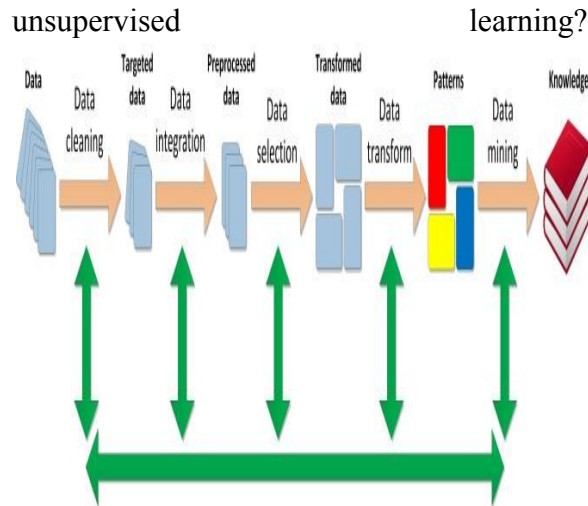 unsupervised learning?
Data
Data cleaning
Targeted data
Data integration
Preprocessed data
Data selection
Transformed data
Data transform
Patterns
Data mining
Knowledge